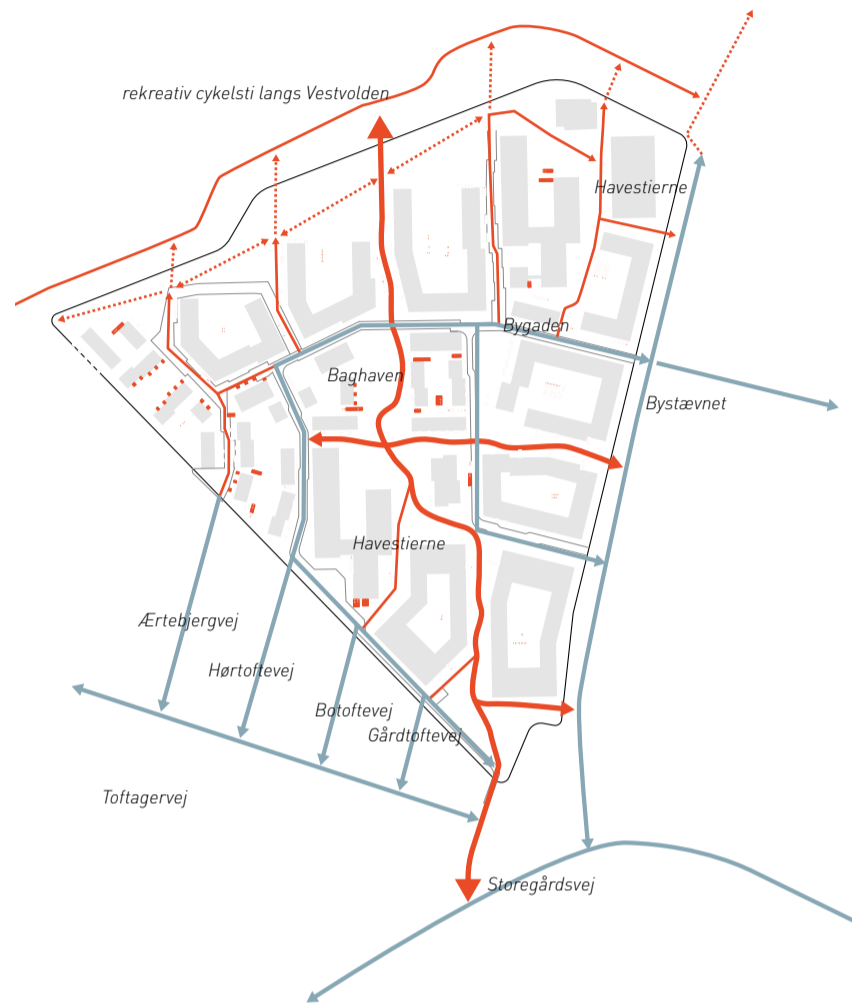 rekreativ cykelsti langs Vestvolden
Havestierne
Bygaden
Baghaven
Bystævnet
Havestierne
Ærtebjergvej
Hørtoftevej
Botoftevej
Gårdtoftevej
Toftagervej
Storegårdsvej